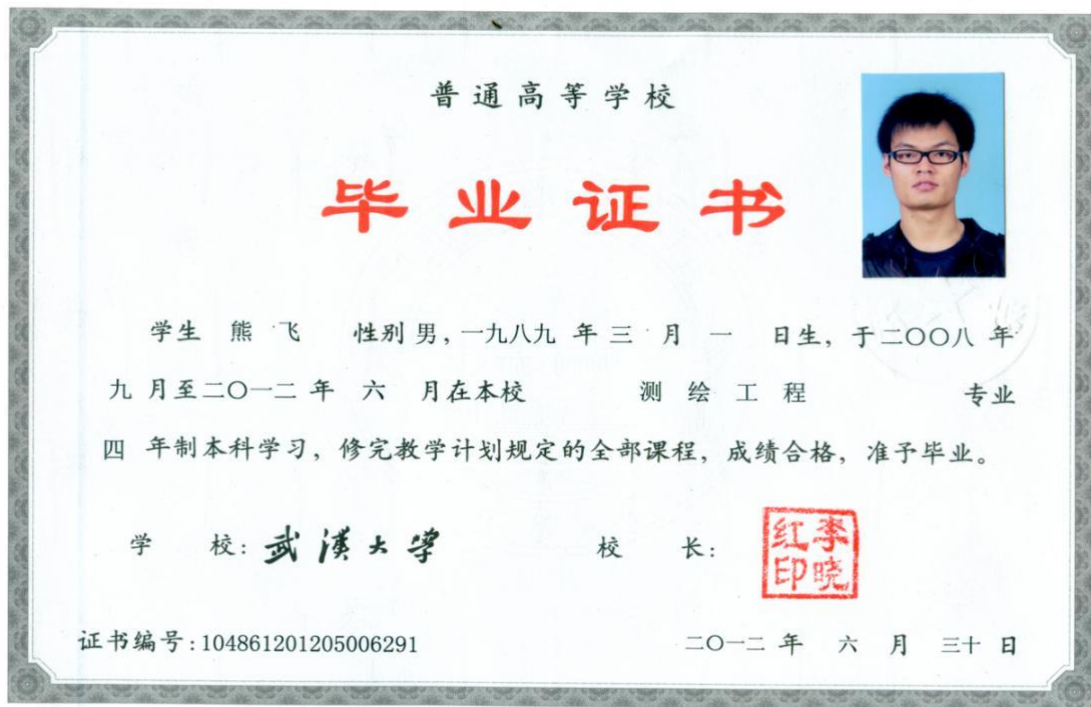 普通高等学校
毕业证书
学生 熊 飞 性别 男，一九八九 年 三 月 一 日生，于二〇〇八 年
九 月至二〇一二 年 六 月在本校 测 绘 工 程 专业
四 年制本科学习，修完教学计划规定的全部课程，成绩合格，准予毕业。
学 校：武漢大学 校 长：李晓红印
证书编号：104861201205006291 二〇一二 年 六 月 三十 日